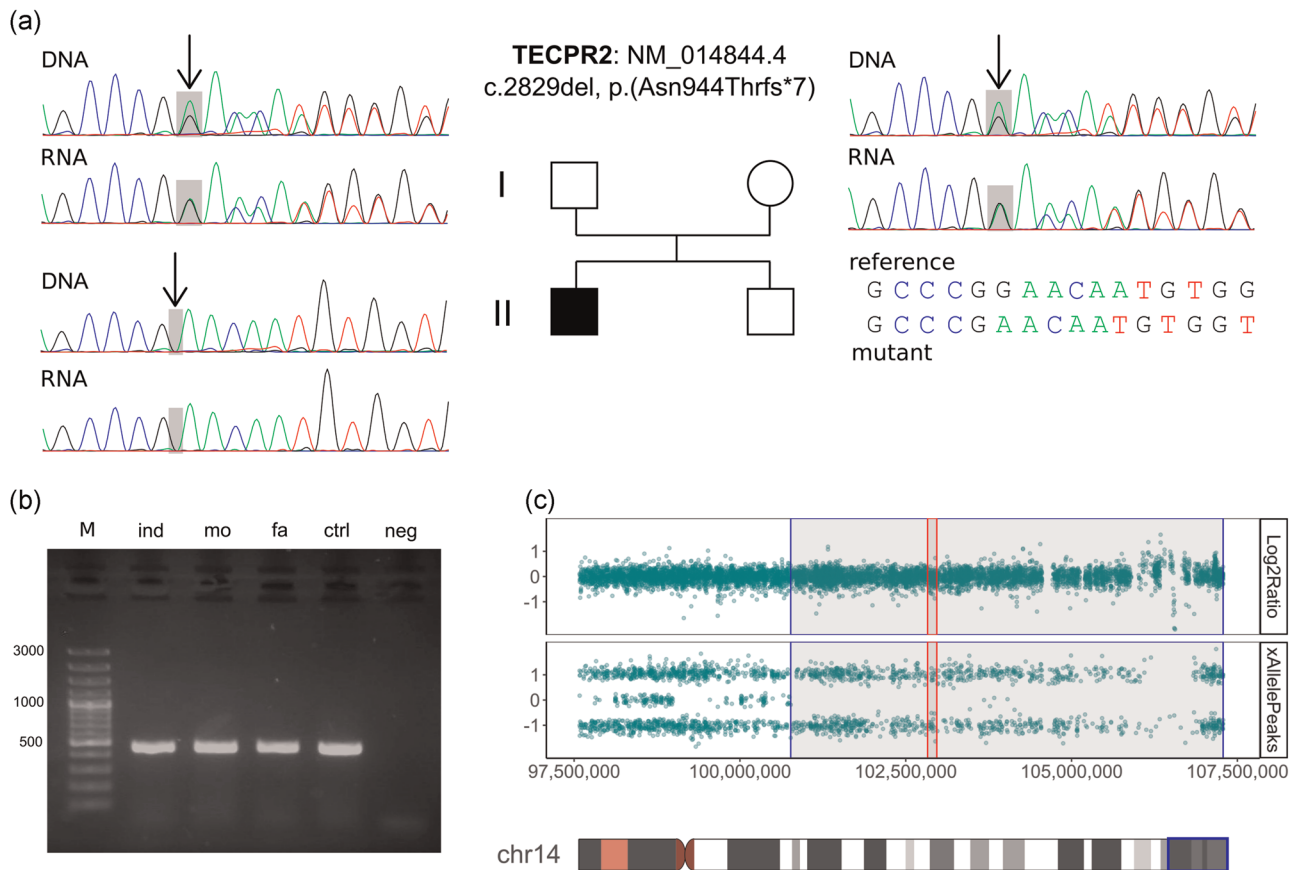 (a)
DNA
RNA
DNA
RNA
TECPR2: NM_014844.4
c.2829del, p.(Asn944Thrfs*7)
I
II
DNA
RNA
reference
GCCCGGAACAATGTGG
GCCCGAACAATGTGGT
mutant
(b)
M ind mo fa ctrl neg
3000
1000
500
(c)
1
0
-1
Log2Ratio
1
0
-1
xAllelePeaks
97,500,000 100,000,000 102,500,000 105,000,000 107,500,000
chr14